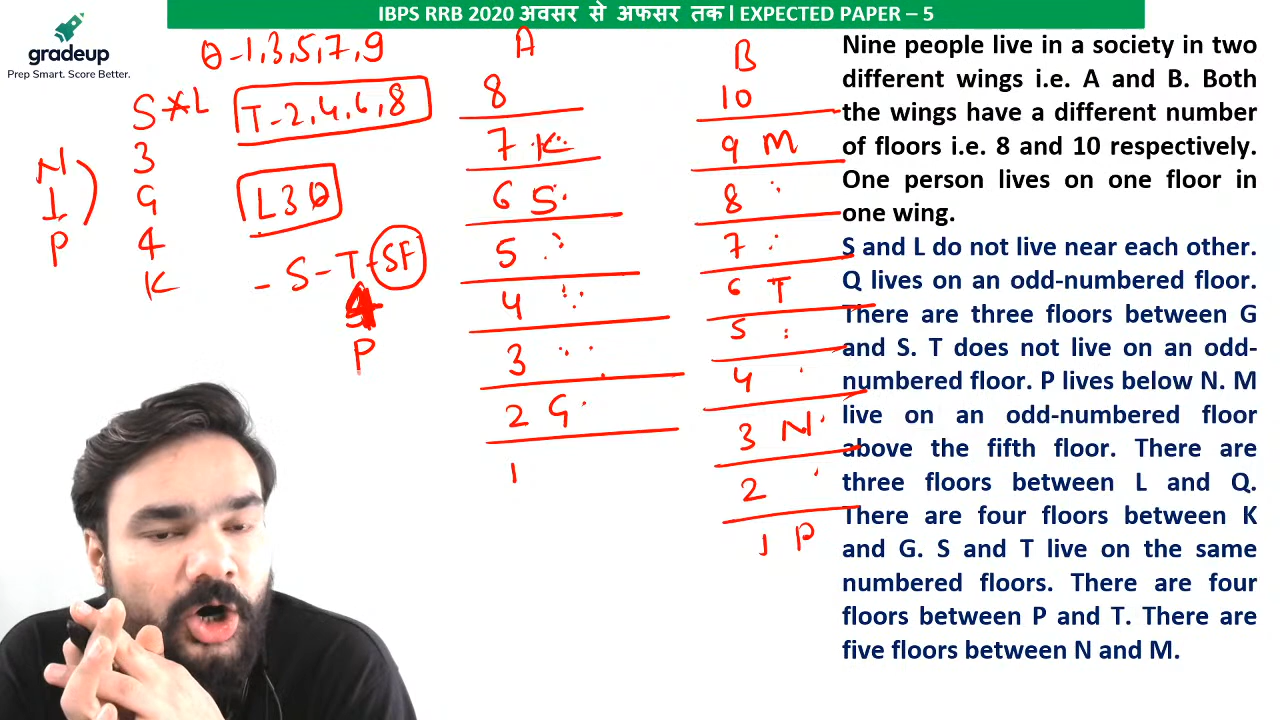 IBPS RRB 2020 अवसर से अफसर तक I EXPECTED PAPER – 5
gradeup
Prep Smart. Score Better.
Q-1,3,5,7,9
S L
3
G
4
K
N
I
P
T-2,4,6,8
L3Q
- S - T - SF
4
P
A
8
7 K
6 S
5
4
3
2 G
1
B
10
9 M
8
7
6 T
5
4
3 N
2
1 P
Nine people live in a society in two
different wings i.e. A and B. Both
the wings have a different number
of floors i.e. 8 and 10 respectively.
One person lives on one floor in
one wing.
S and L do not live near each other.
Q lives on an odd-numbered floor.
There are three floors between G
and S. T does not live on an odd-
numbered floor. P lives below N. M
live on an odd-numbered floor
above the fifth floor. There are
three floors between L and Q.
There are four floors between K
and G. S and T live on the same
numbered floors. There are four
floors between P and T. There are
five floors between N and M.